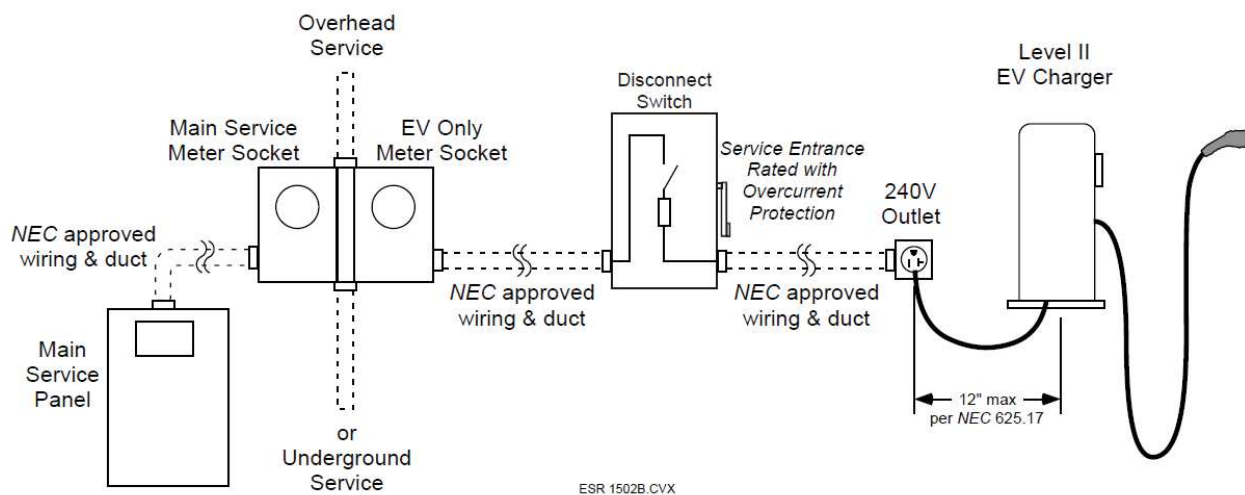 Overhead
Service
Main Service
Meter Socket
EV Only
Meter Socket
Disconnect
Switch
Service Entrance
Rated with
Overcurrent
Protection
Level II
EV Charger
240V
Outlet
NEC approved
wiring & duct
NEC approved
wiring & duct
NEC approved
wiring & duct
Main
Service
Panel
12" max
per NEC 625.17
or
Underground
Service
ESR 1502B.CVX